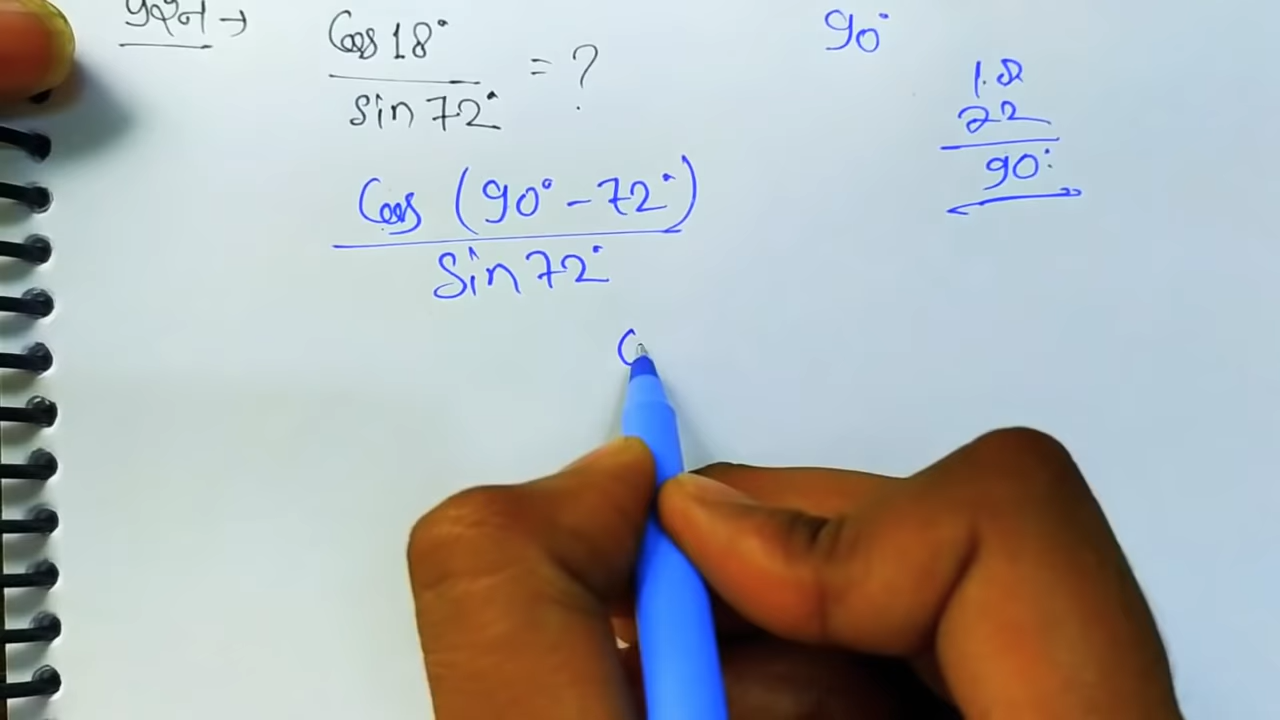 प्रश्न →
Cos 18°
sin 72°
= ?
Cos (90° - 72°)
Sin 72°
C
90°
18
72
90°